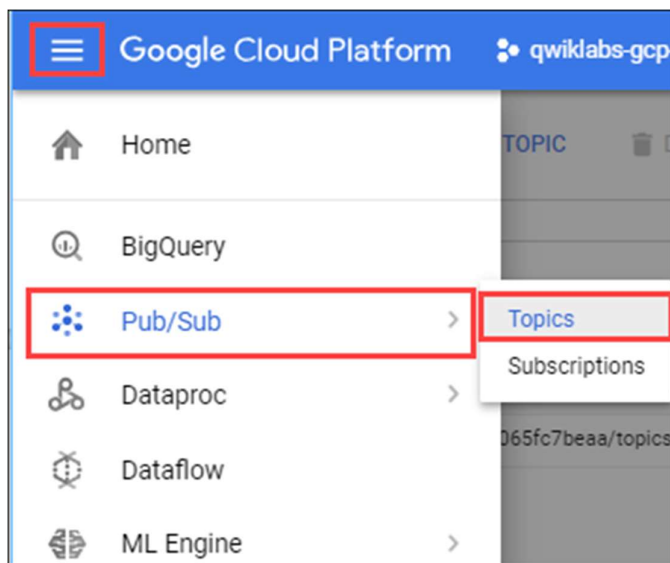 Google Cloud Platform qwiklabs-gcp
Home
TOPIC
BigQuery
Pub/Sub
Topics
Subscriptions
Dataproc
065fc7beaa/topics
Dataflow
ML Engine